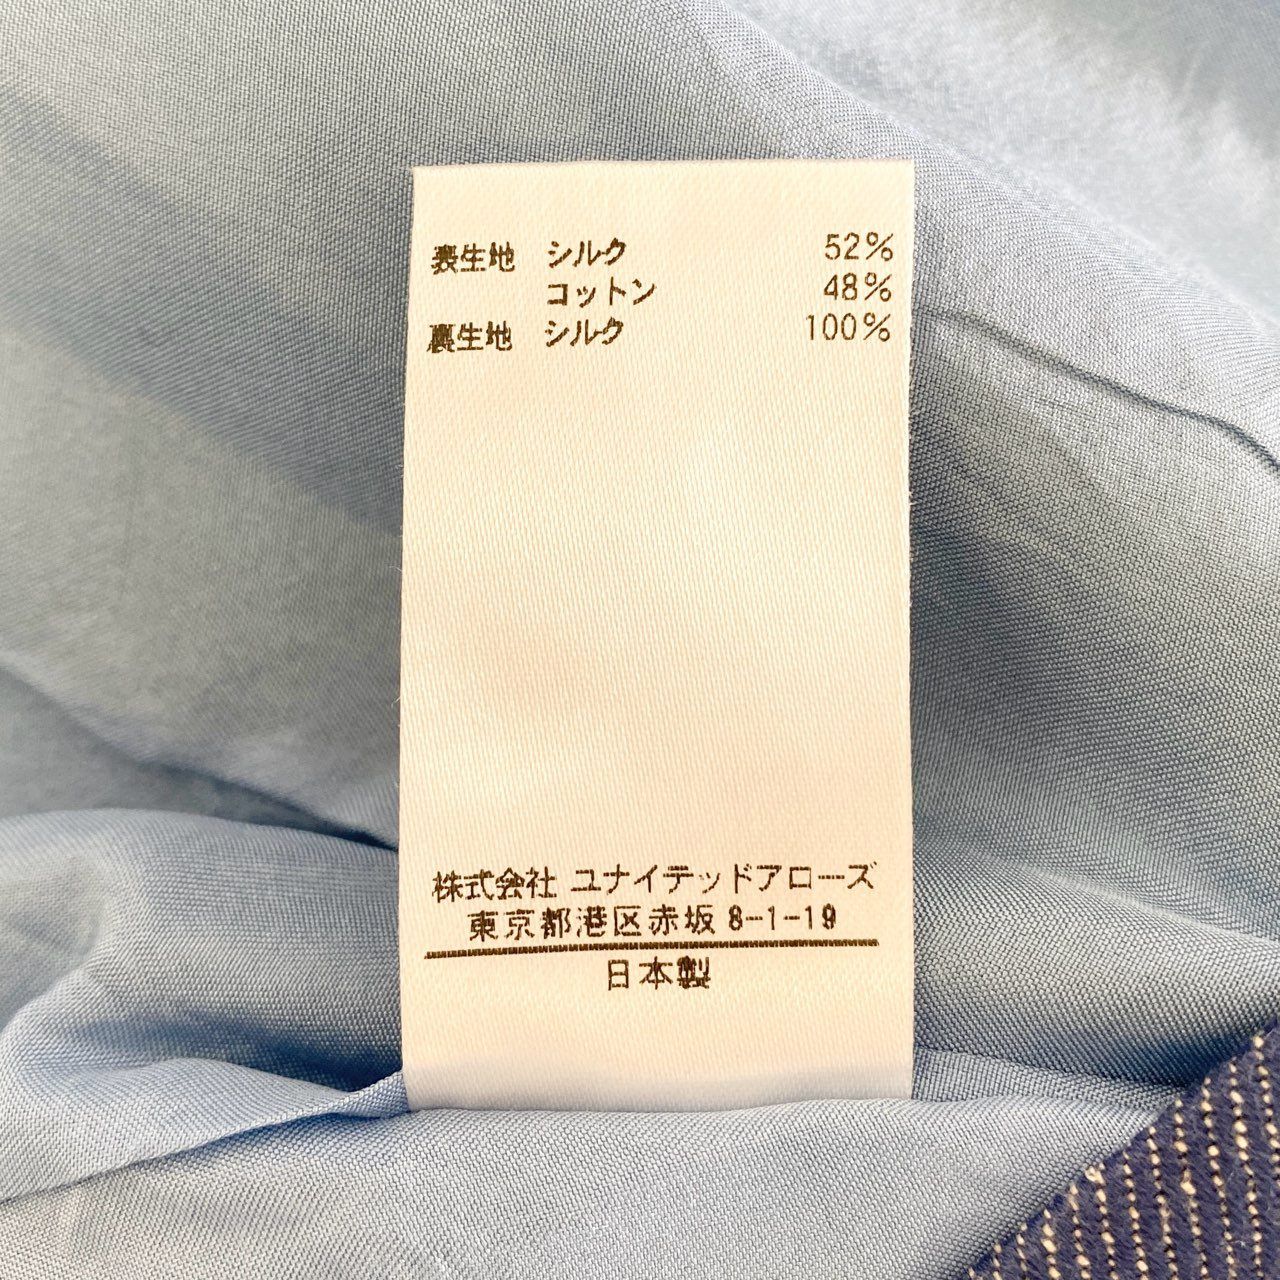 表生地 シルク 52%
コットン 48%
裏生地 シルク 100%
株式会社 ユナイテッドアローズ
東京都港区赤坂 8-1-19
日本製